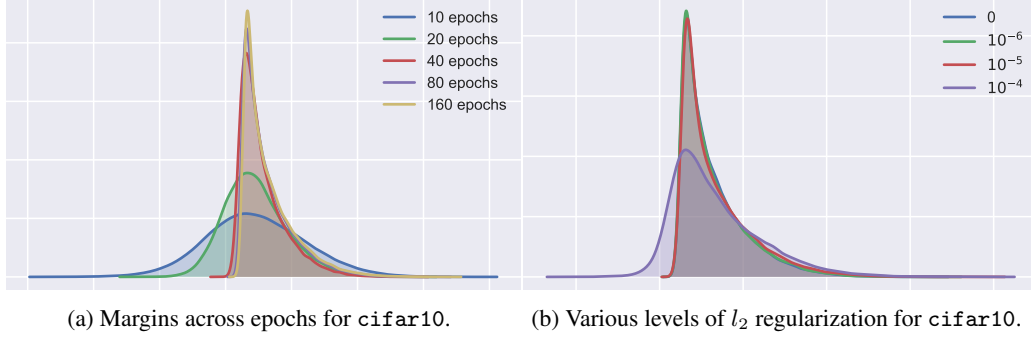 10 epochs
20 epochs
40 epochs
80 epochs
160 epochs
0
10⁻⁶
10⁻⁵
10⁻⁴
(a) Margins across epochs for cifar10.
(b) Various levels of l₂ regularization for cifar10.